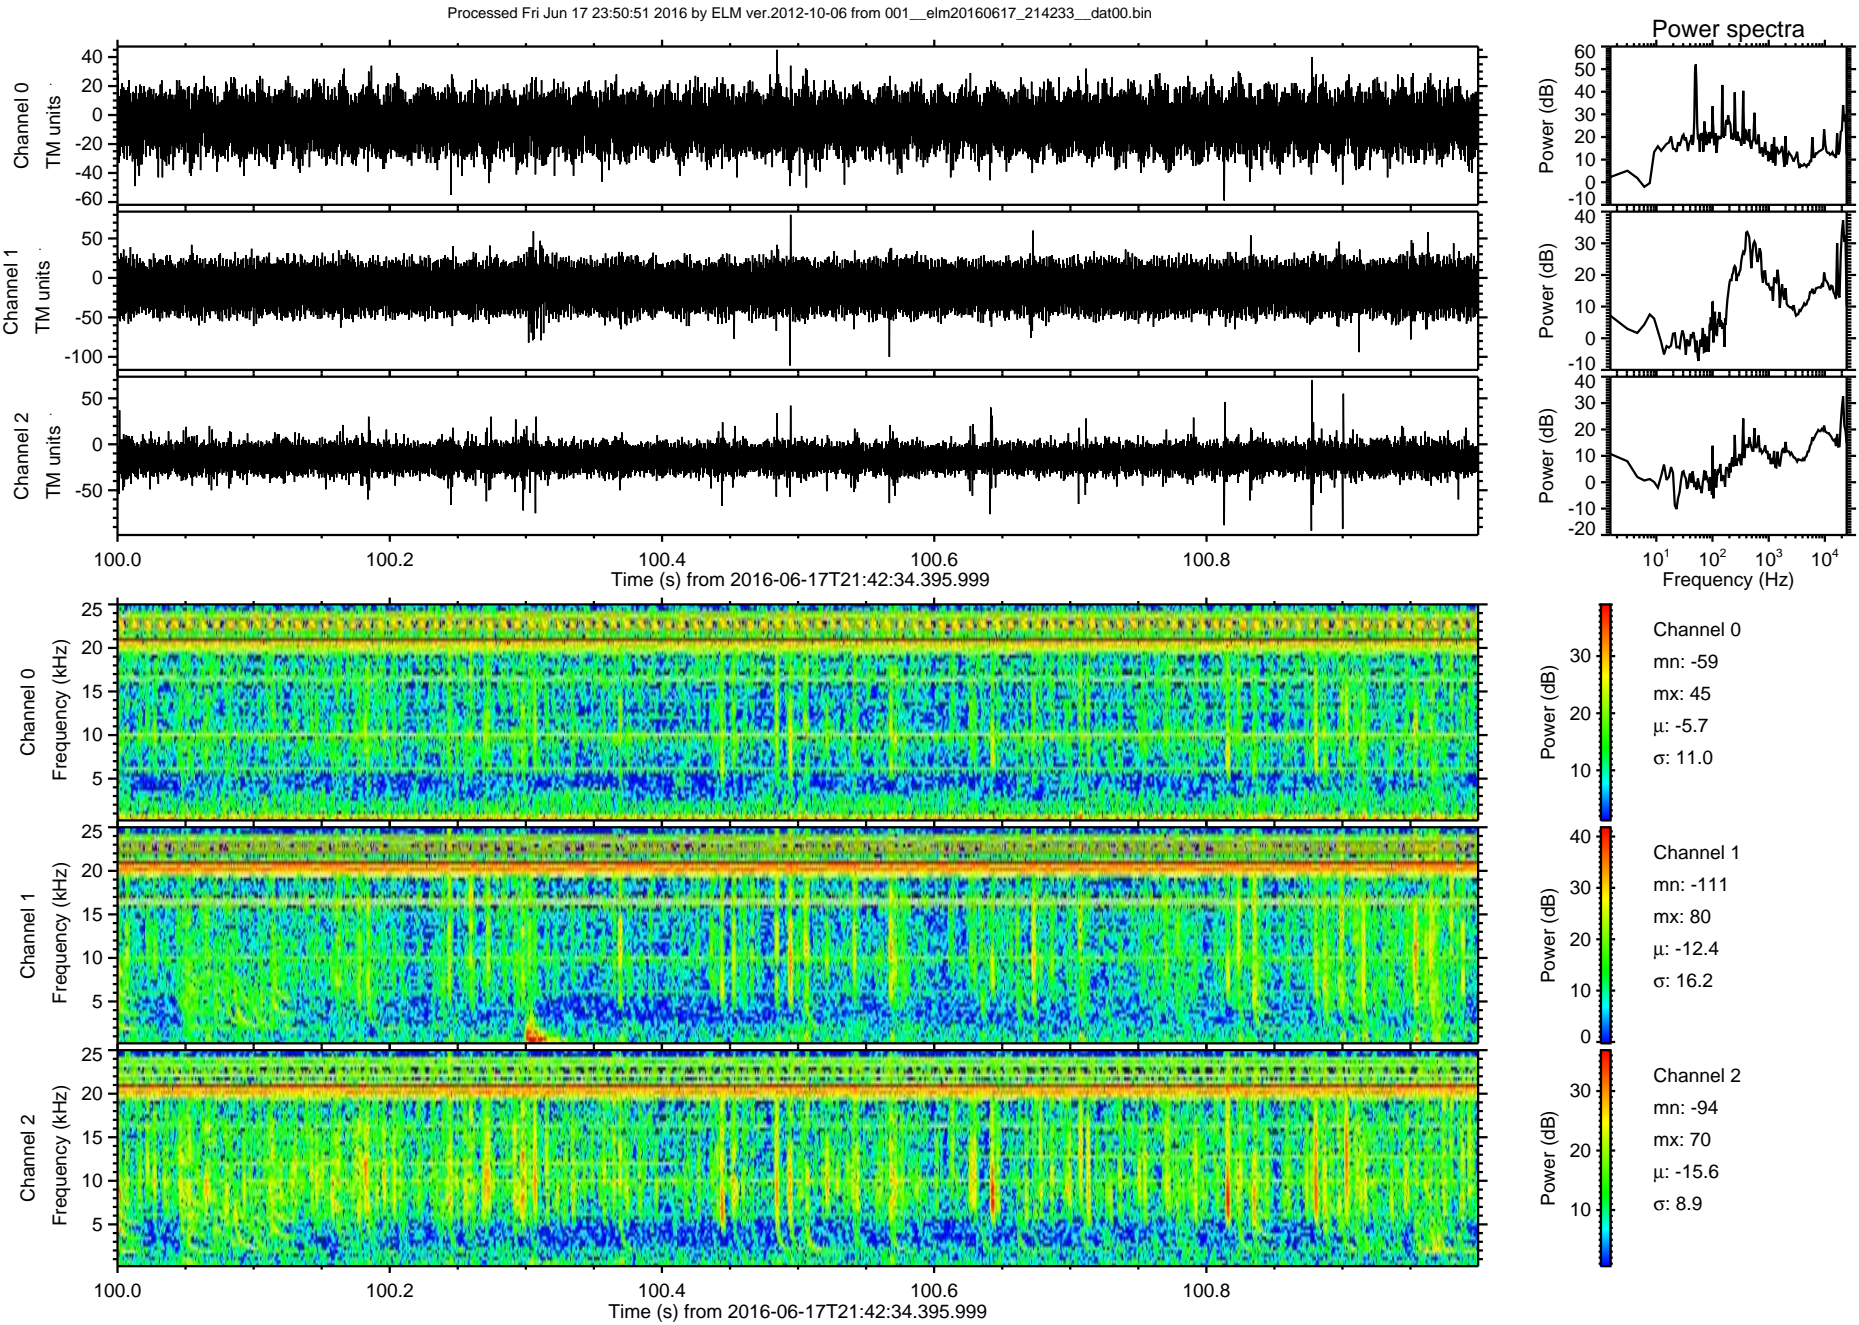 Processed Fri Jun 17 23:50:51 2016 by ELM ver.2012-10-06 from 001__elm20160617_214233__dat00.bin
Power spectra
Channel 0
TM units
40
20
0
-20
-40
-60
Power (dB)
60
50
40
30
20
10
0
-10
Channel 1
TM units
50
0
-50
-100
Power (dB)
40
30
20
10
0
-10
Channel 2
TM units
50
0
-50
Power (dB)
40
30
20
10
0
-10
-20
100.0 100.2 100.4 100.6 100.8
Time (s) from 2016-06-17T21:42:34.395.999
10¹ 10² 10³ 10⁴
Frequency (Hz)
Channel 0
Frequency (kHz)
25
20
15
10
5
Power (dB)
30
20
10
Channel 0
mn: -59
mx: 45
μ: -5.7
σ: 11.0
Channel 1
Frequency (kHz)
25
20
15
10
5
Power (dB)
40
30
20
10
0
Channel 1
mn: -111
mx: 80
μ: -12.4
σ: 16.2
Channel 2
Frequency (kHz)
25
20
15
10
5
Power (dB)
30
20
10
Channel 2
mn: -94
mx: 70
μ: -15.6
σ: 8.9
100.0 100.2 100.4 100.6 100.8
Time (s) from 2016-06-17T21:42:34.395.999